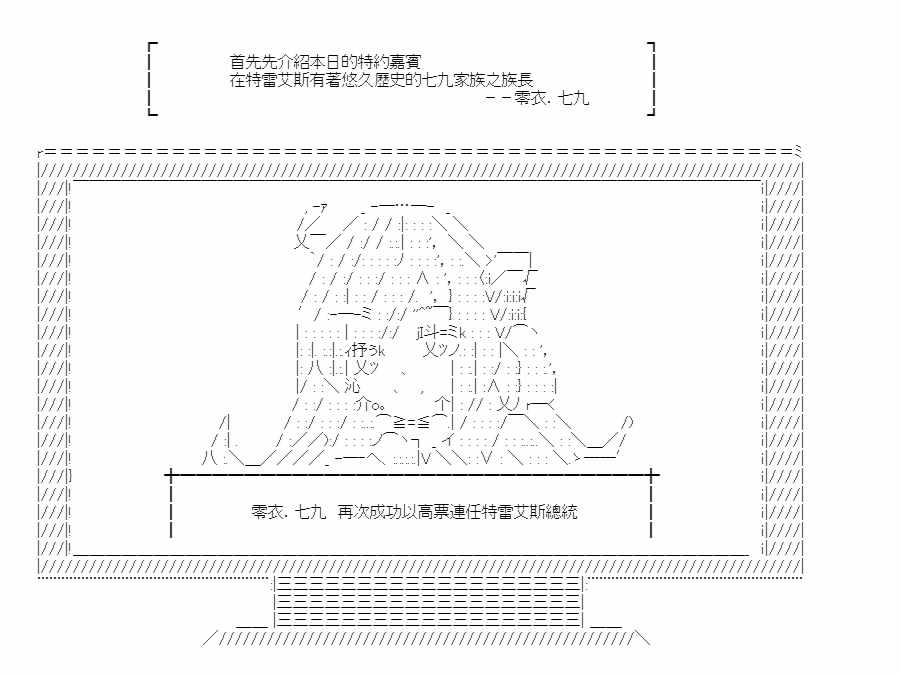 首先先介紹本日的特約嘉賓
在特雷艾斯有著悠久歷史的七九家族之族長
－－零衣．七九
零衣．七九　再次成功以高票連任特雷艾斯總統